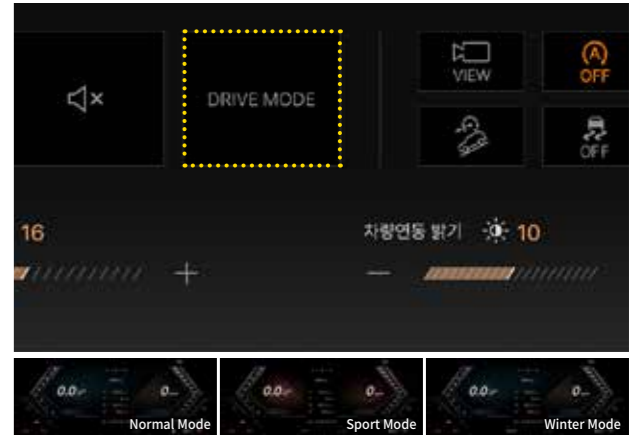 DRIVE MODE
VIEW
(A)
OFF
OFF
16
차량연동 밝기 10
0.0
0
Normal Mode
0.0
0
Sport Mode
0.0
0
Winter Mode